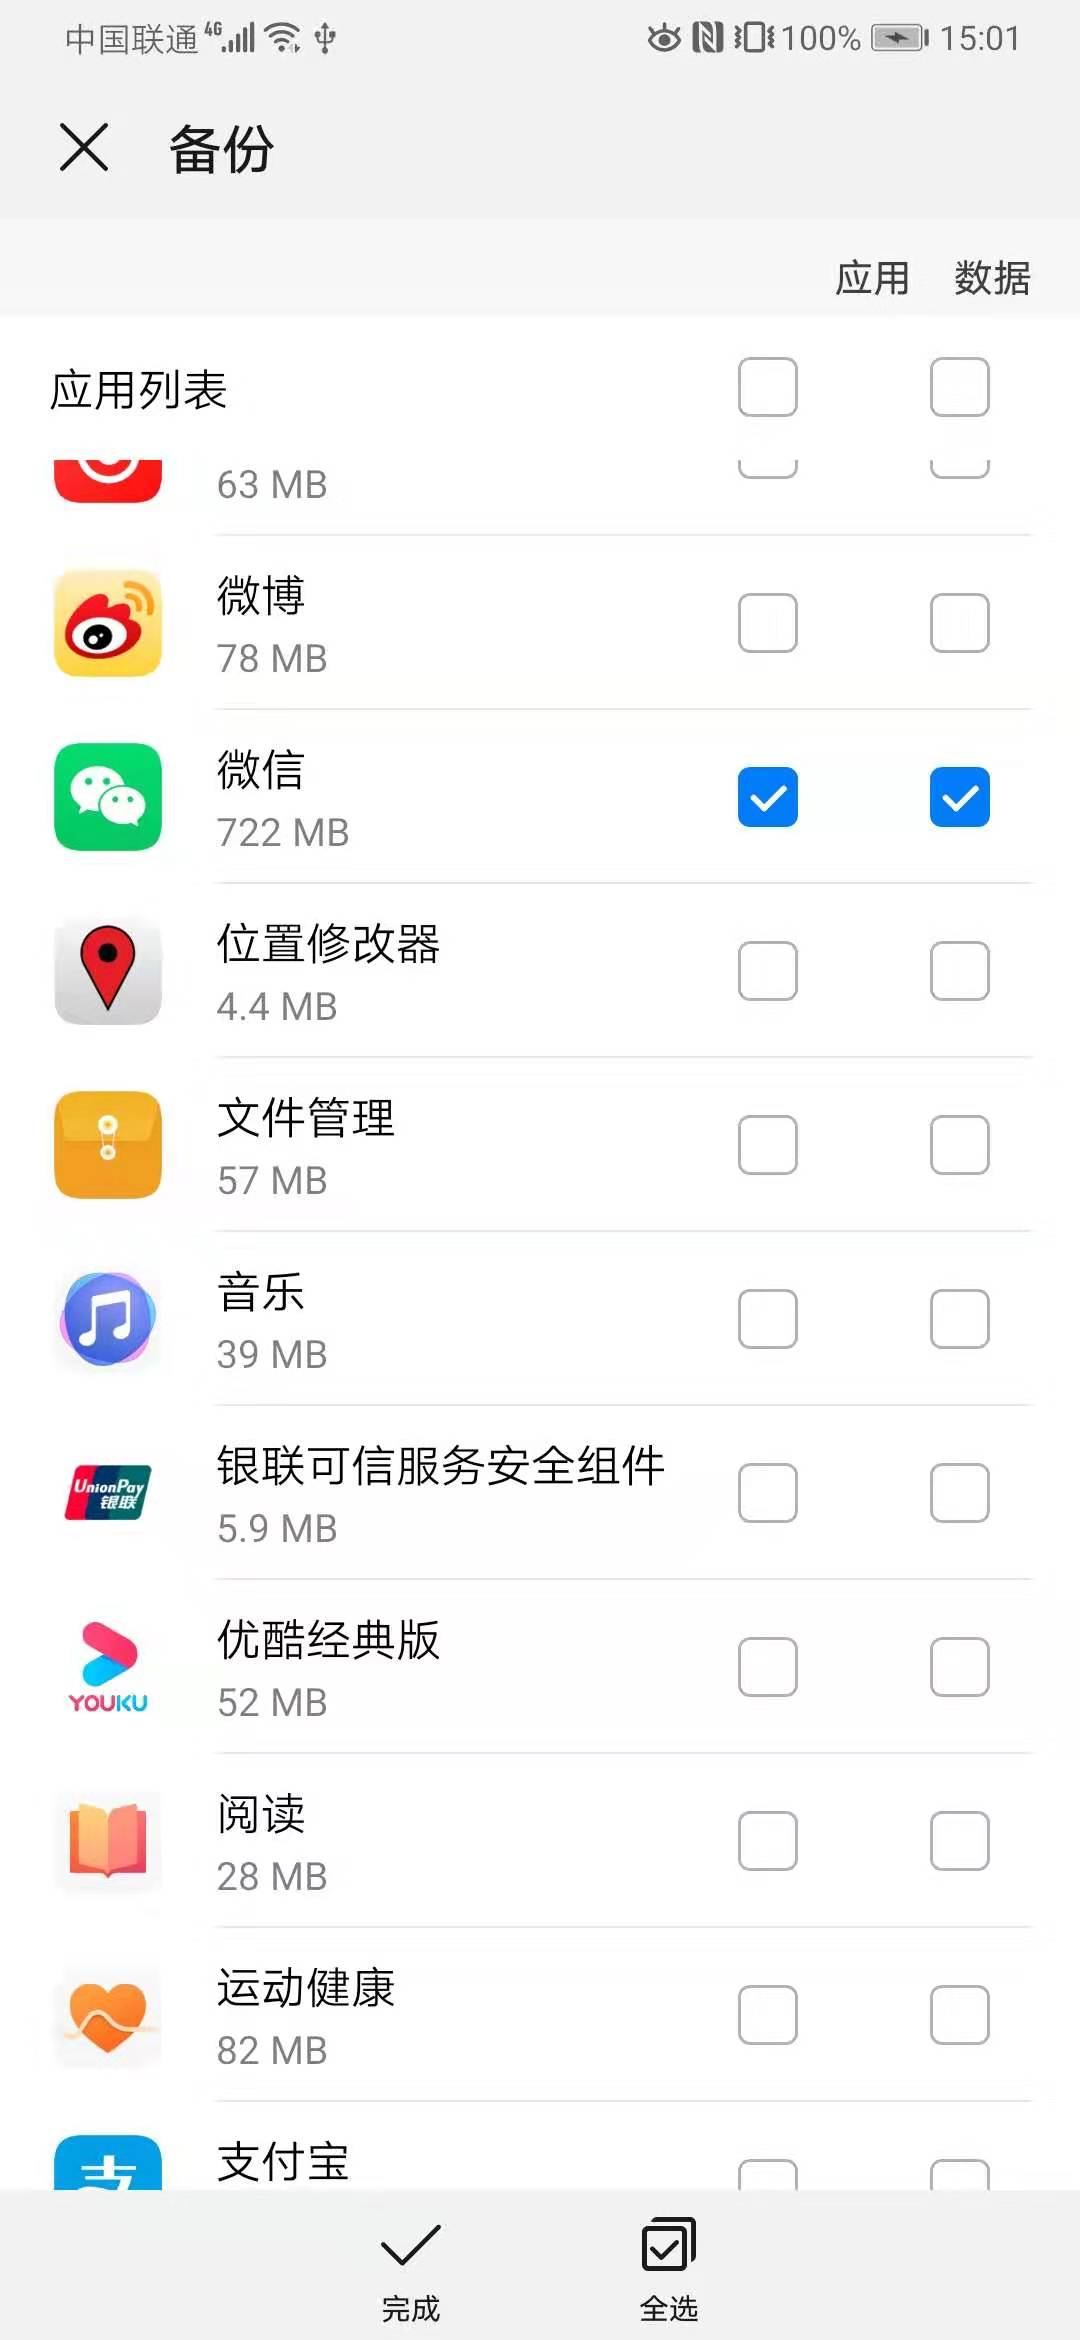 中国联通 4G 100% 15:01
备份
应用 数据
应用列表
63 MB
微博
78 MB
微信
722 MB
位置修改器
4.4 MB
文件管理
57 MB
音乐
39 MB
UnionPay
银联
银联可信服务安全组件
5.9 MB
YOUKU
优酷经典版
52 MB
阅读
28 MB
运动健康
82 MB
支
支付宝
完成 全选